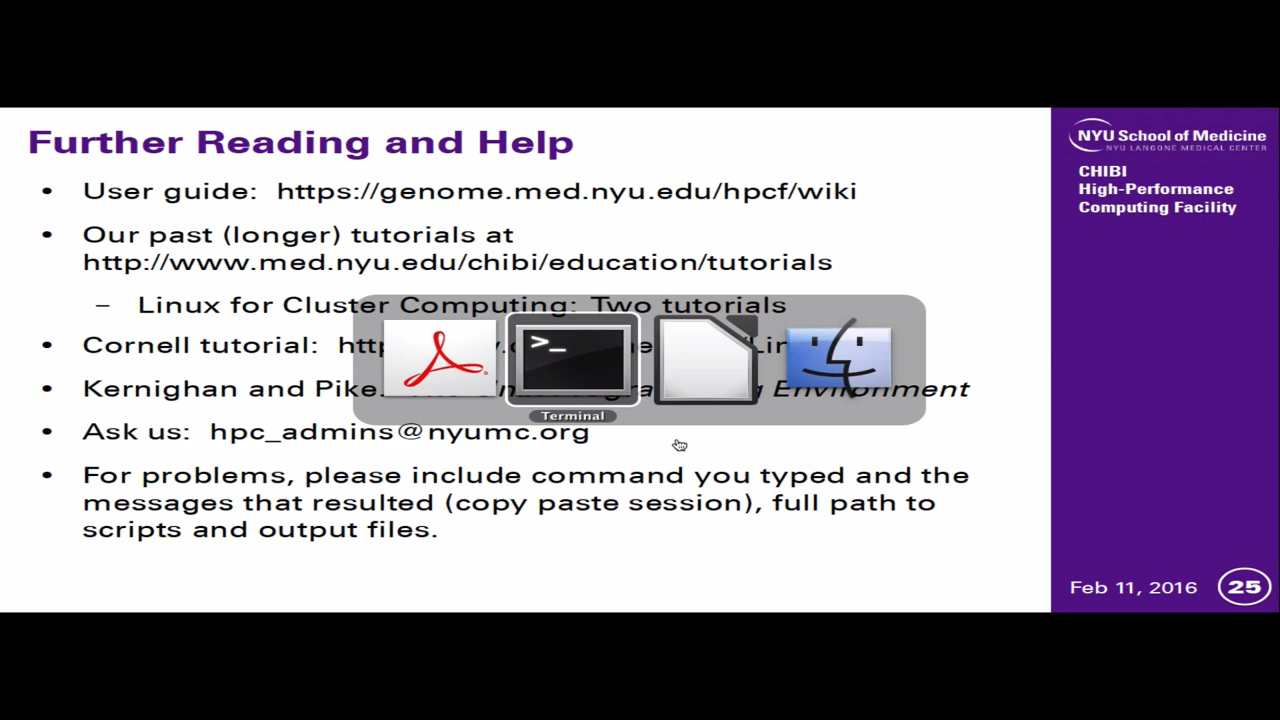 Further Reading and Help
• User guide: https://genome.med.nyu.edu/hpcf/wiki
• Our past (longer) tutorials at
http://www.med.nyu.edu/chibi/education/tutorials
– Linux for Cluster Computing: Two tutorials
• Cornell tutorial:
• Kernighan and Pike. Environment
Terminal
• Ask us: hpc_admins@nyumc.org
• For problems, please include command you typed and the
messages that resulted (copy paste session), full path to
scripts and output files.
NYU School of Medicine
NYU LANGONE MEDICAL CENTER
CHIBI
High-Performance
Computing Facility
Feb 11, 2016 25